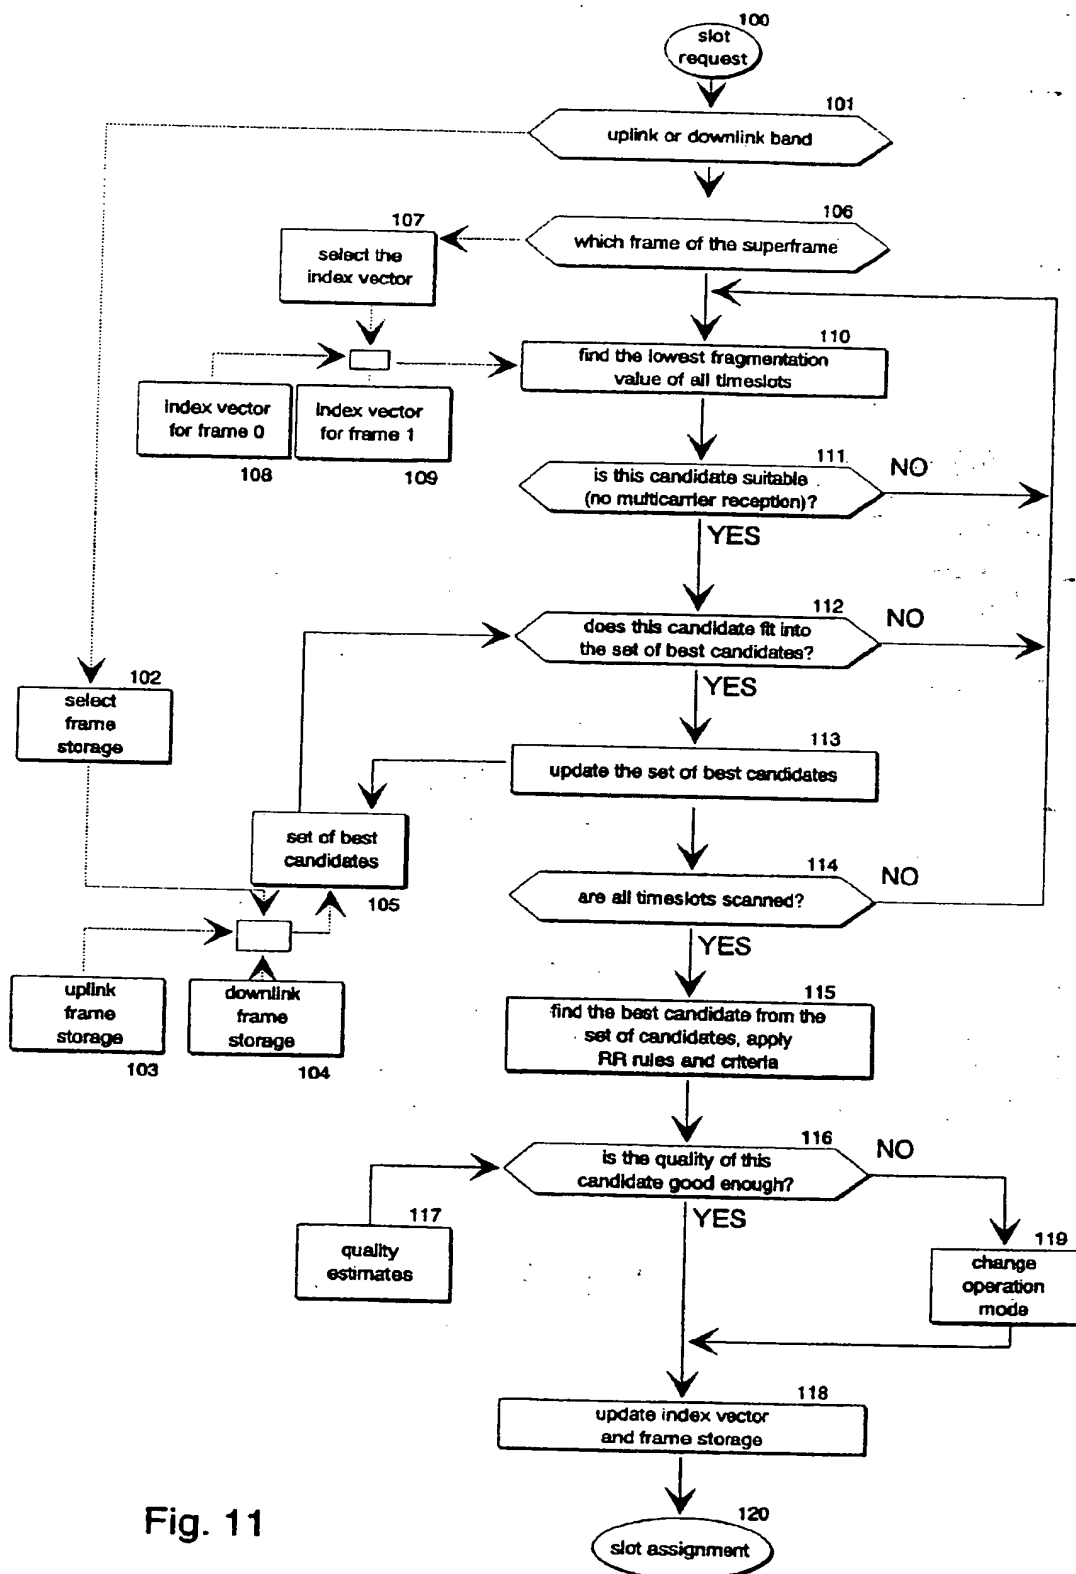 100
slot
request
101
uplink or downlink band
106
which frame of the superframe
107
select the
index vector
110
find the lowest fragmentation
value of all timeslots
index vector
for frame 0
108
index vector
for frame 1
109
111
is this candidate suitable
(no multicarrier reception)?
NO
YES
112
does this candidate fit into
the set of best candidates?
NO
YES
102
select
frame
storage
113
update the set of best candidates
set of best
candidates
105
114
are all timeslots scanned?
NO
YES
uplink
frame
storage
103
downlink
frame
storage
104
115
find the best candidate from the
set of candidates, apply
RR rules and criteria
116
is the quality of this
candidate good enough?
NO
YES
117
quality
estimates
119
change
operation
mode
118
update index vector
and frame storage
120
slot assignment
Fig. 11